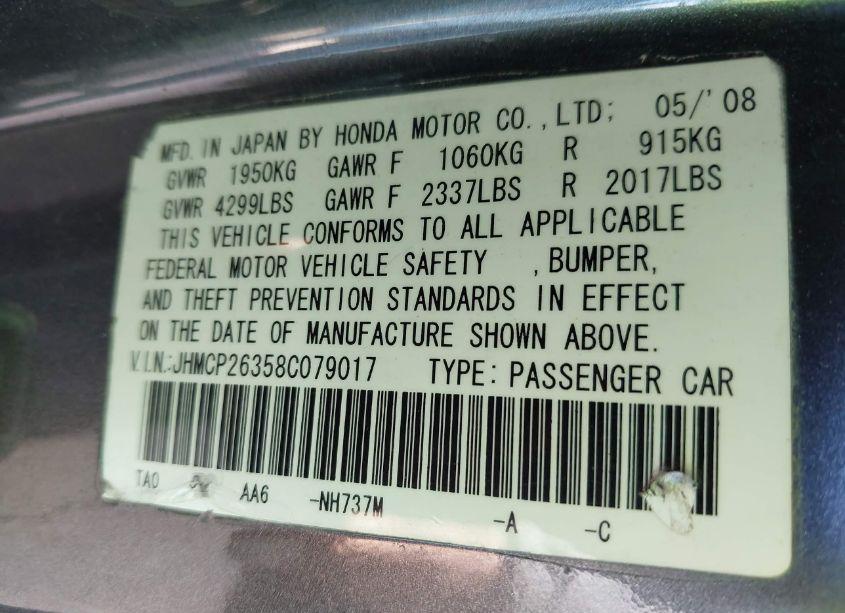 MFD. IN JAPAN BY HONDA MOTOR CO.,LTD; 05/'08
GVWR 1950KG GAWR F 1060KG R 915KG
GVWR 4299LBS GAWR F 2337LBS R 2017LBS
THIS VEHICLE CONFORMS TO ALL APPLICABLE
FEDERAL MOTOR VEHICLE SAFETY , BUMPER,
AND THEFT PREVENTION STANDARDS IN EFFECT
ON THE DATE OF MANUFACTURE SHOWN ABOVE.
V.I.N.:JHMCP26358C079017 TYPE: PASSENGER CAR
TA0 AA6 -NH737M -A -C